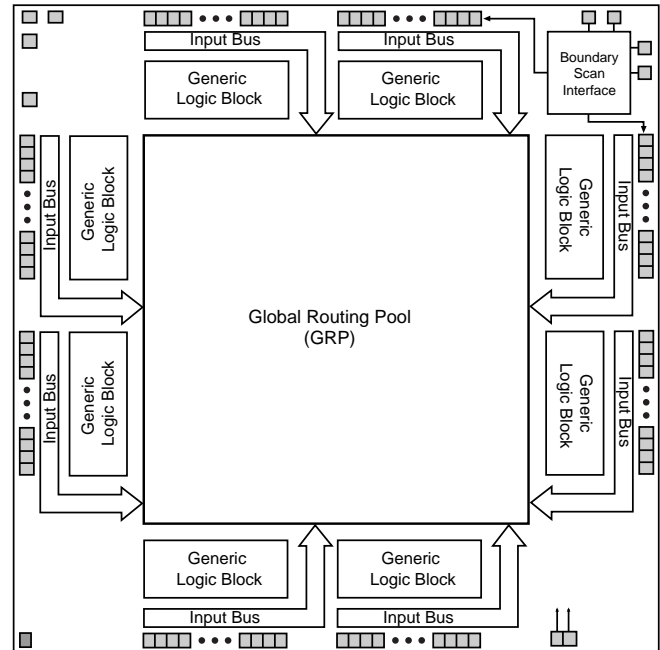 Input Bus
Input Bus
Generic
Logic Block
Generic
Logic Block
Boundary
Scan
Interface
Input Bus
Generic
Logic Block
Generic
Logic Block
Input Bus
Global Routing Pool
(GRP)
Input Bus
Generic
Logic Block
Generic
Logic Block
Input Bus
Generic
Logic Block
Generic
Logic Block
Input Bus
Input Bus